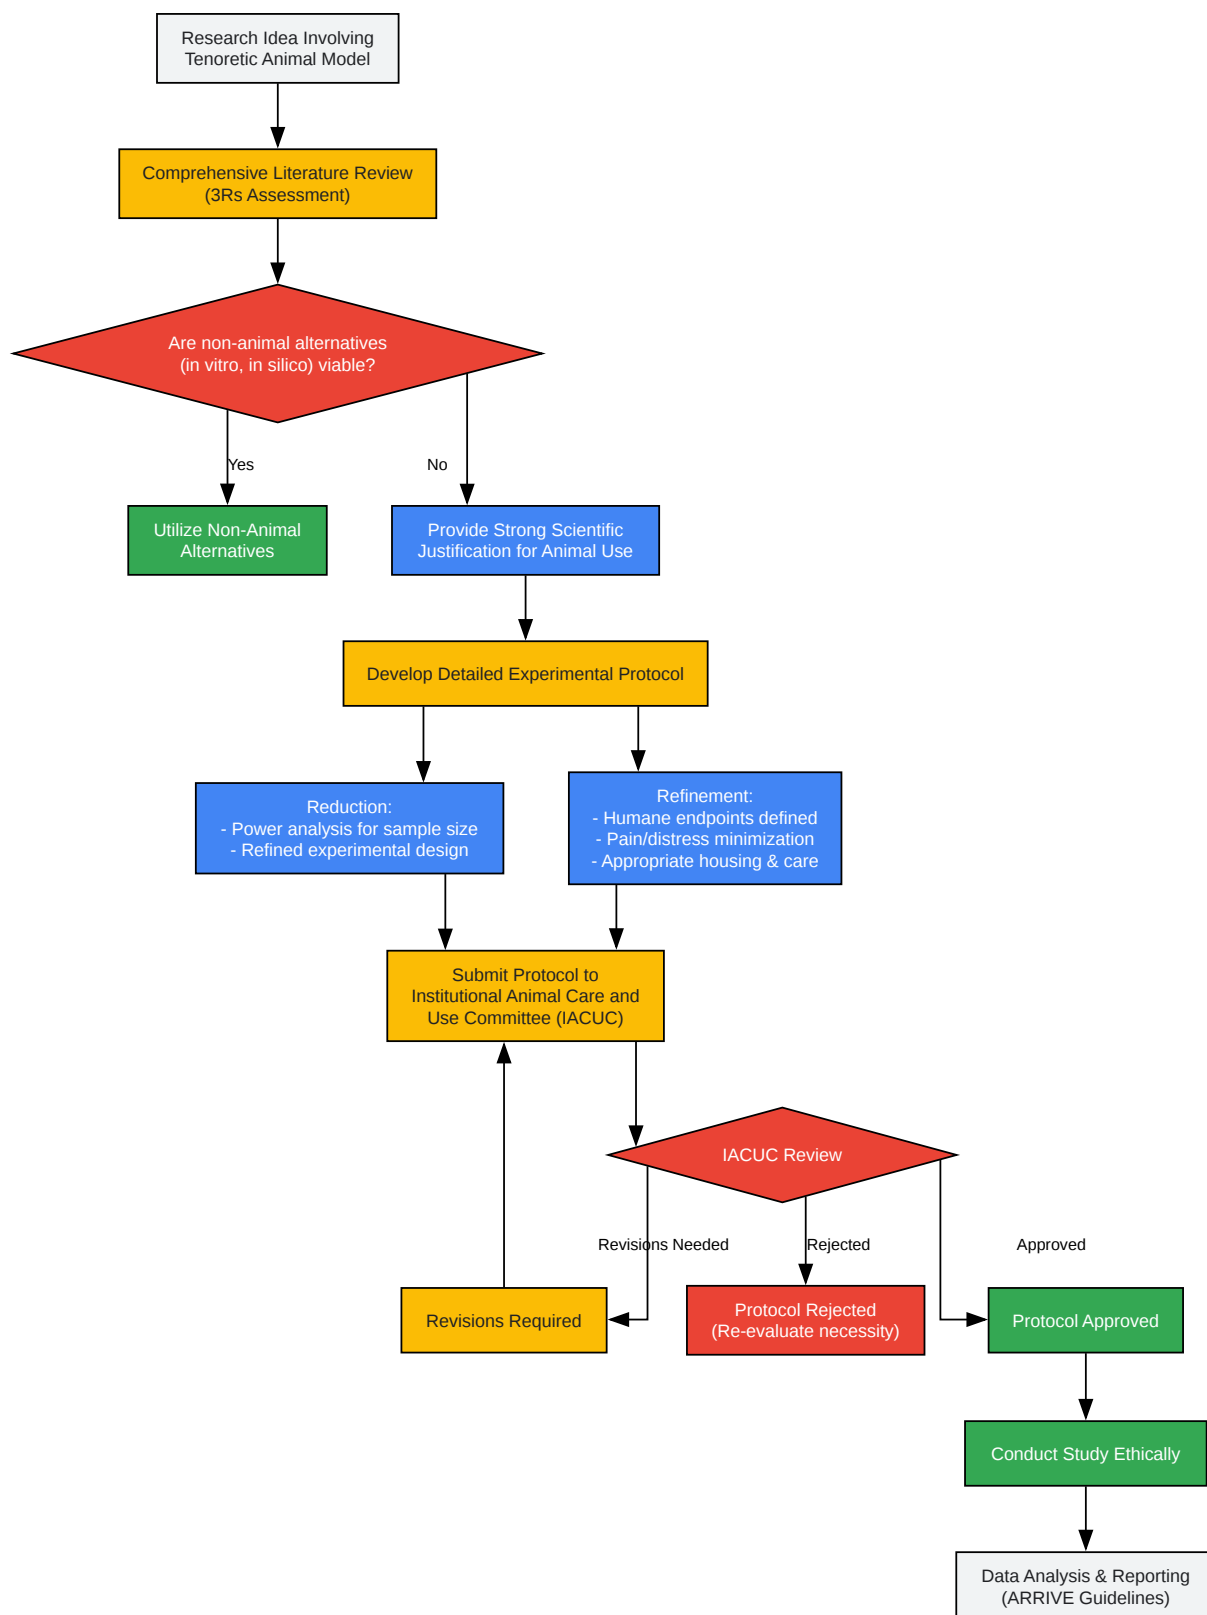 Research Idea Involving
Tenoretic Animal Model
Comprehensive Literature Review
(3Rs Assessment)
Are non-animal alternatives
(in vitro, in silico) viable?
Yes
No
Utilize Non-Animal
Alternatives
Provide Strong Scientific
Justification for Animal Use
Develop Detailed Experimental Protocol
Reduction:
- Power analysis for sample size
- Refined experimental design
Refinement:
- Humane endpoints defined
- Pain/distress minimization
- Appropriate housing & care
Submit Protocol to
Institutional Animal Care and
Use Committee (IACUC)
IACUC Review
Revisions Needed
Rejected
Approved
Revisions Required
Protocol Rejected
(Re-evaluate necessity)
Protocol Approved
Conduct Study Ethically
Data Analysis & Reporting
(ARRIVE Guidelines)